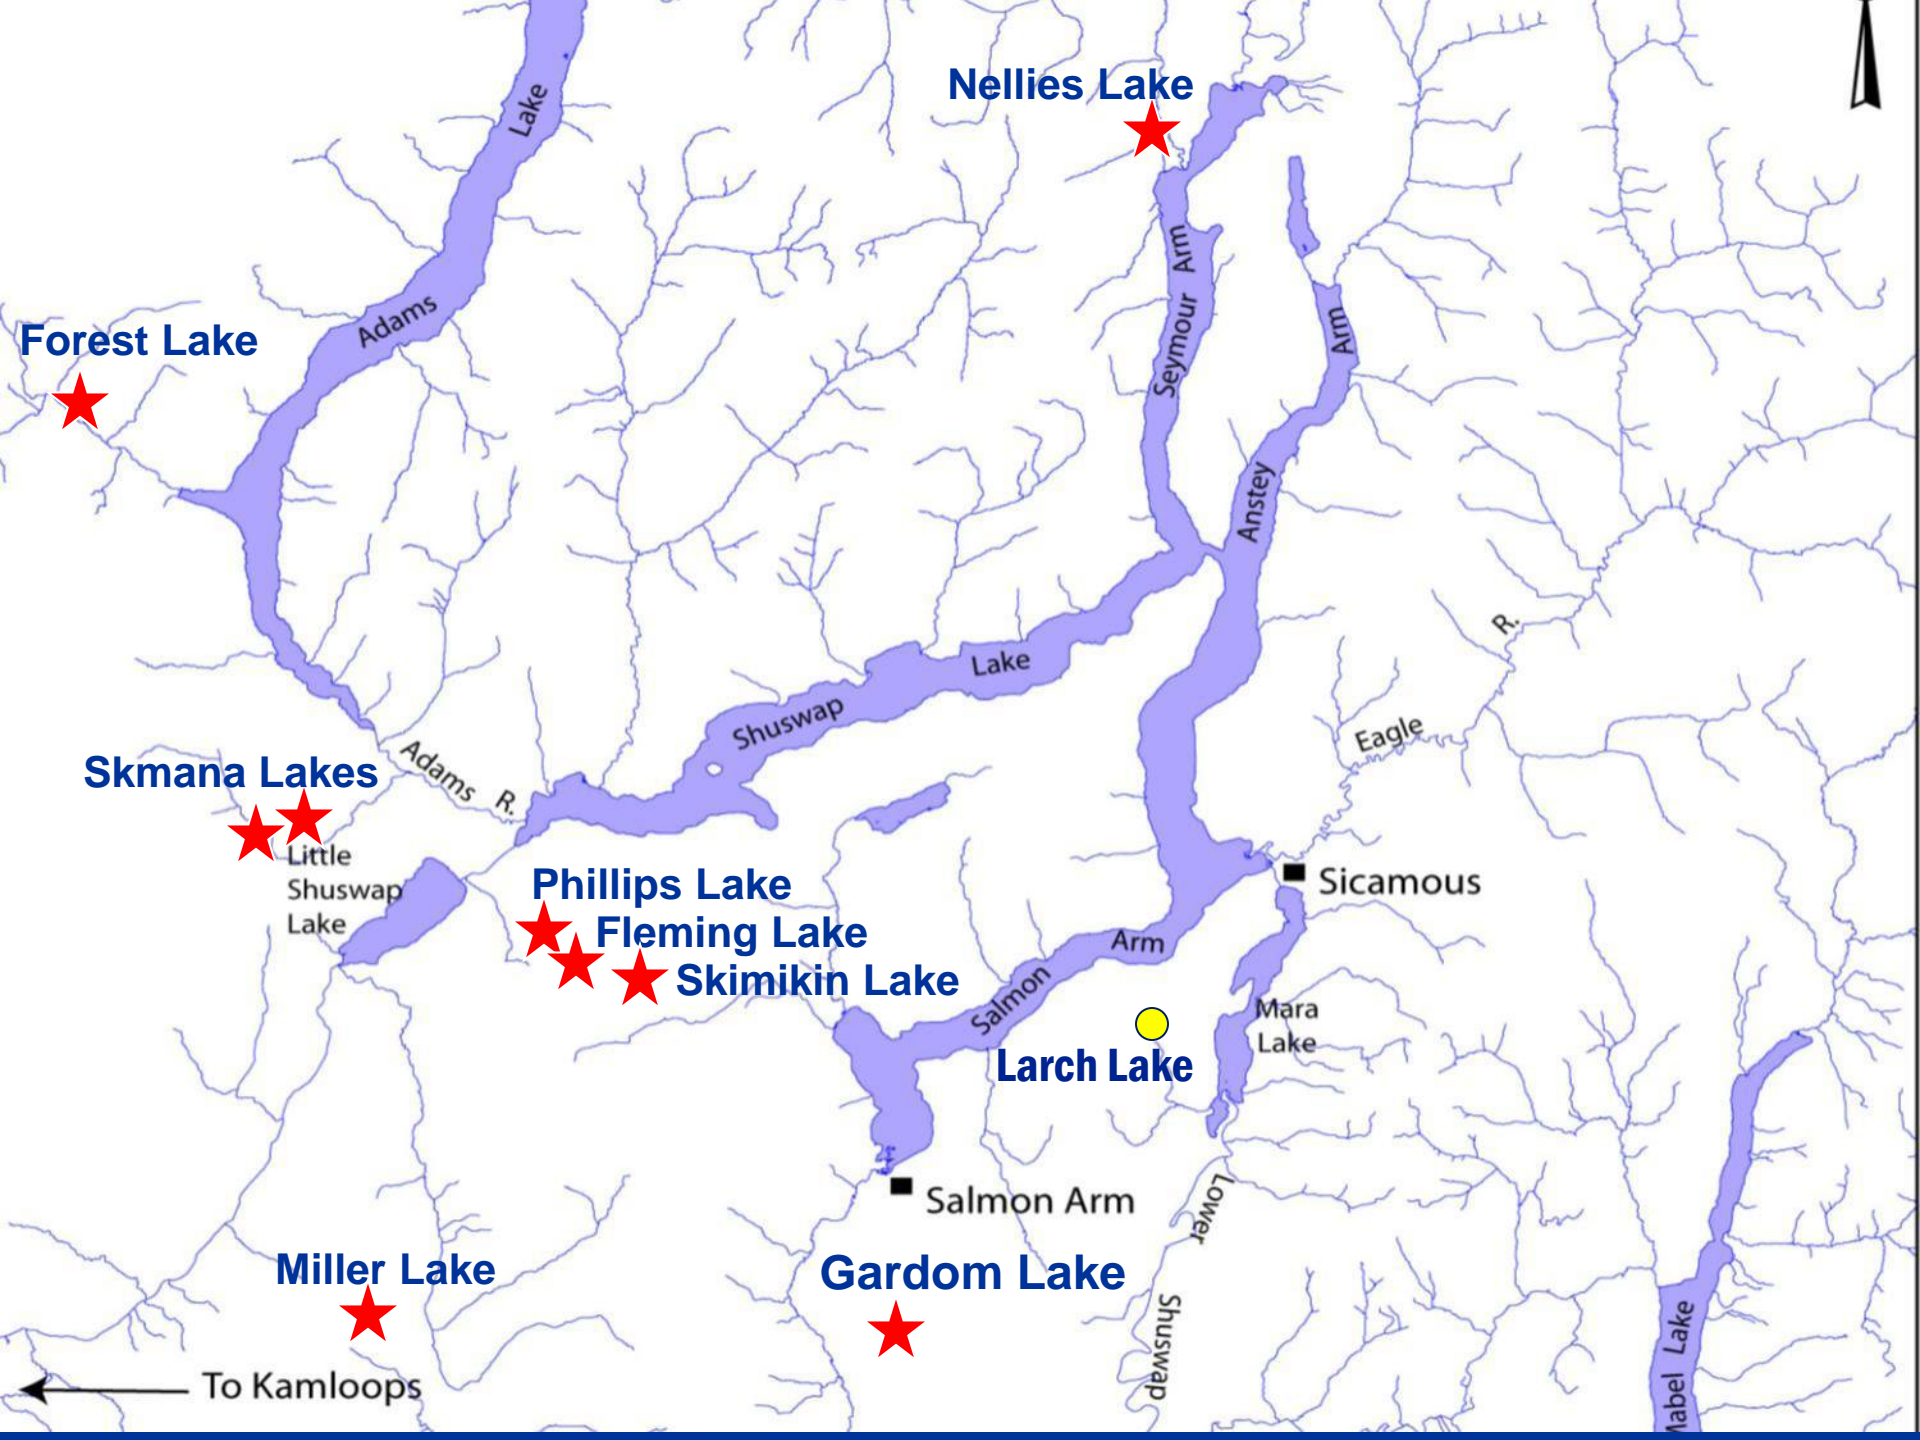 Nellies Lake
Lake
Adams
Seymour Arm
Arm
Anstey
Forest Lake
R.
Eagle
Lake
Shuswap
Skmana Lakes
Adams R.
Little
Shuswap
Lake
Phillips Lake
Fleming Lake
Skimikin Lake
Sicamous
Arm
Salmon
Mara
Lake
Larch Lake
Salmon Arm
Lower
Shuswap
Miller Lake
Gardom Lake
Mabel Lake
To Kamloops